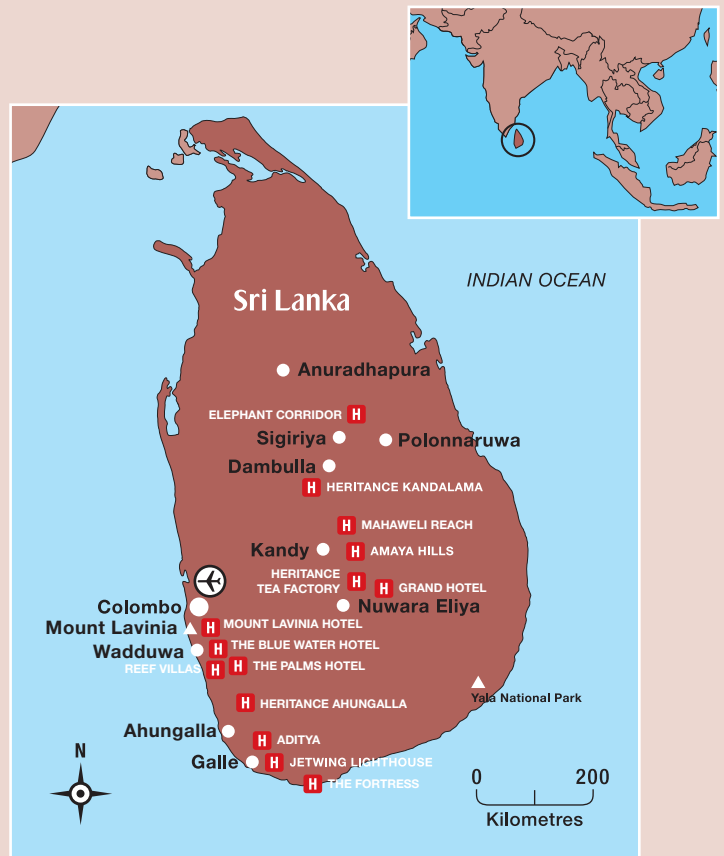 INDIAN OCEAN
Sri Lanka
Anuradhapura
ELEPHANT CORRIDOR H
Sigiriya
Polonnaruwa
Dambulla
H HERITANCE KANDALAMA
H MAHAWELI REACH
Kandy
H AMAYA HILLS
HERITANCE
TEA FACTORY H
H GRAND HOTEL
Colombo
Nuwara Eliya
Mount Lavinia
H MOUNT LAVINIA HOTEL
Wadduwa
H THE BLUE WATER HOTEL
REEF VILLAS H
H THE PALMS HOTEL
Yala National Park
H HERITANCE AHUNGALLA
Ahungalla
H ADITYA
Galle
H JETWING LIGHTHOUSE
H THE FORTRESS
N
0 200
Kilometres